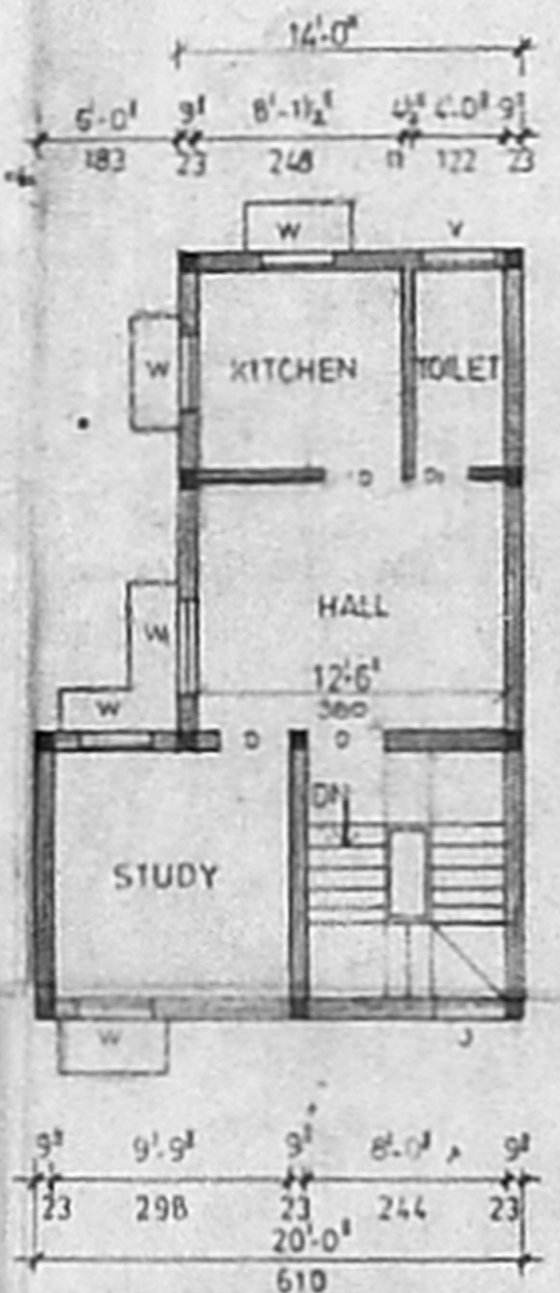 14'-0"
6'-0" 9" 8'-1½" 4½" 4'-0" 9"
183 23 248 11 122 23
W V
W KITCHEN TOILET
D D1
HALL
W1
12'-6"
W 380
D D
DN
STUDY
W J
9" 9'-9" 9" 8'-0" 9"
23 298 23 244 23
20'-0"
610